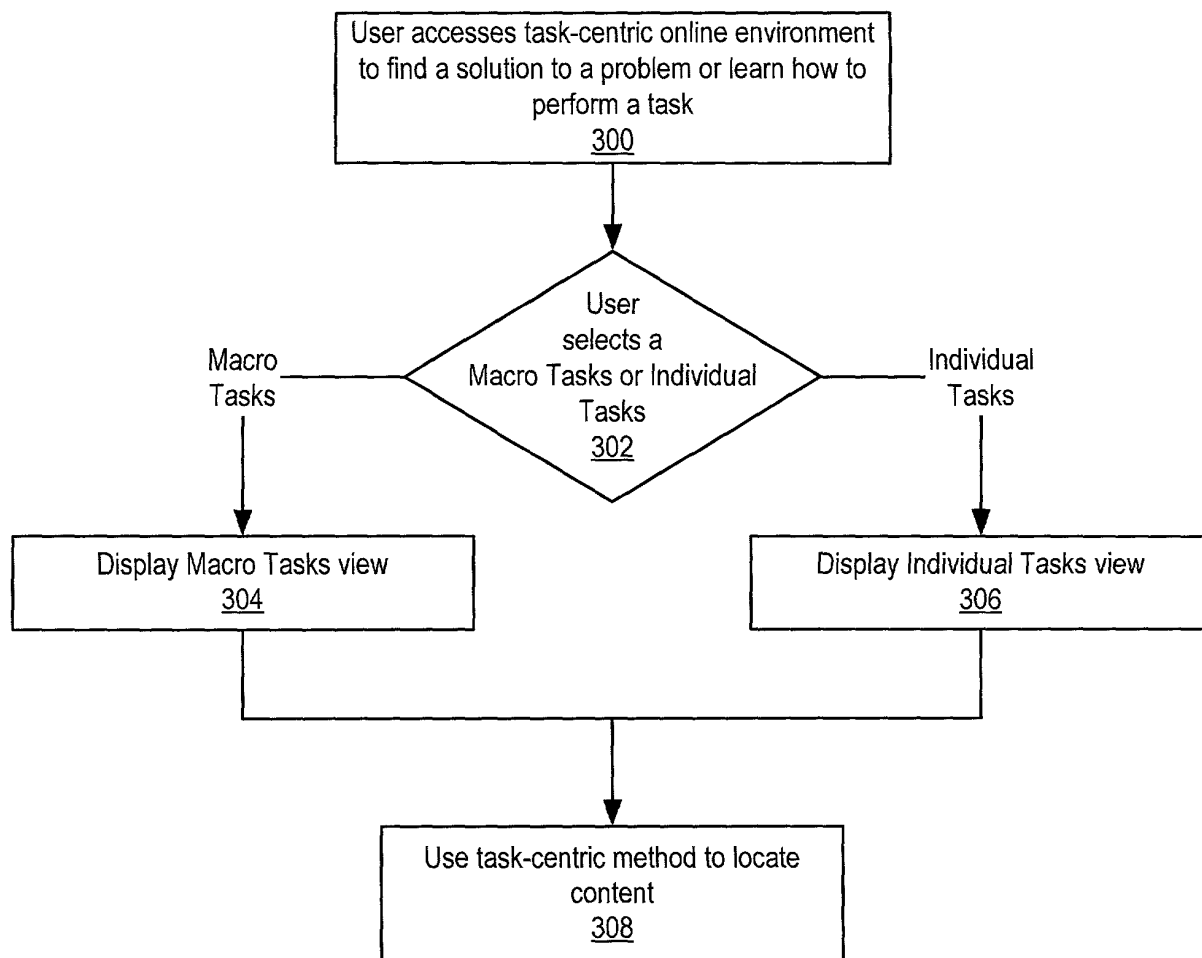 User accesses task-centric online environment
to find a solution to a problem or learn how to
perform a task
300
User
selects a
Macro Tasks or Individual
Tasks
302
Macro
Tasks
Individual
Tasks
Display Macro Tasks view
304
Display Individual Tasks view
306
Use task-centric method to locate
content
308